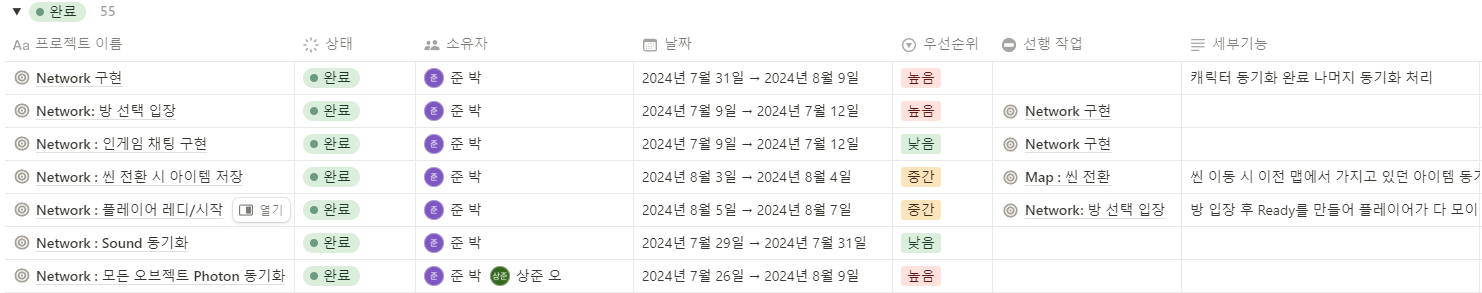 완료 55
Aa 프로젝트 이름 상태 소유자 날짜 우선순위 선행 작업 세부기능
Network 구현 완료 준 준 박 2024년 7월 31일 → 2024년 8월 9일 높음 캐릭터 동기화 완료 나머지 동기화 처리
Network: 방 선택 입장 완료 준 준 박 2024년 7월 9일 → 2024년 7월 12일 높음 Network 구현
Network : 인게임 채팅 구현 완료 준 준 박 2024년 7월 9일 → 2024년 7월 12일 낮음 Network 구현
Network : 씬 전환 시 아이템 저장 완료 준 준 박 2024년 8월 3일 → 2024년 8월 4일 중간 Map : 씬 전환 씬 이동 시 이전 맵에서 가지고 있던 아이템 동기
Network : 플레이어 레디/시작 열기 완료 준 준 박 2024년 8월 5일 → 2024년 8월 7일 중간 Network: 방 선택 입장 방 입장 후 Ready를 만들어 플레이어가 다 모이
Network : Sound 동기화 완료 준 준 박 2024년 7월 29일 → 2024년 7월 31일 낮음
Network : 모든 오브젝트 Photon 동기화 완료 준 준 박 상준 상준 오 2024년 7월 26일 → 2024년 8월 9일 높음